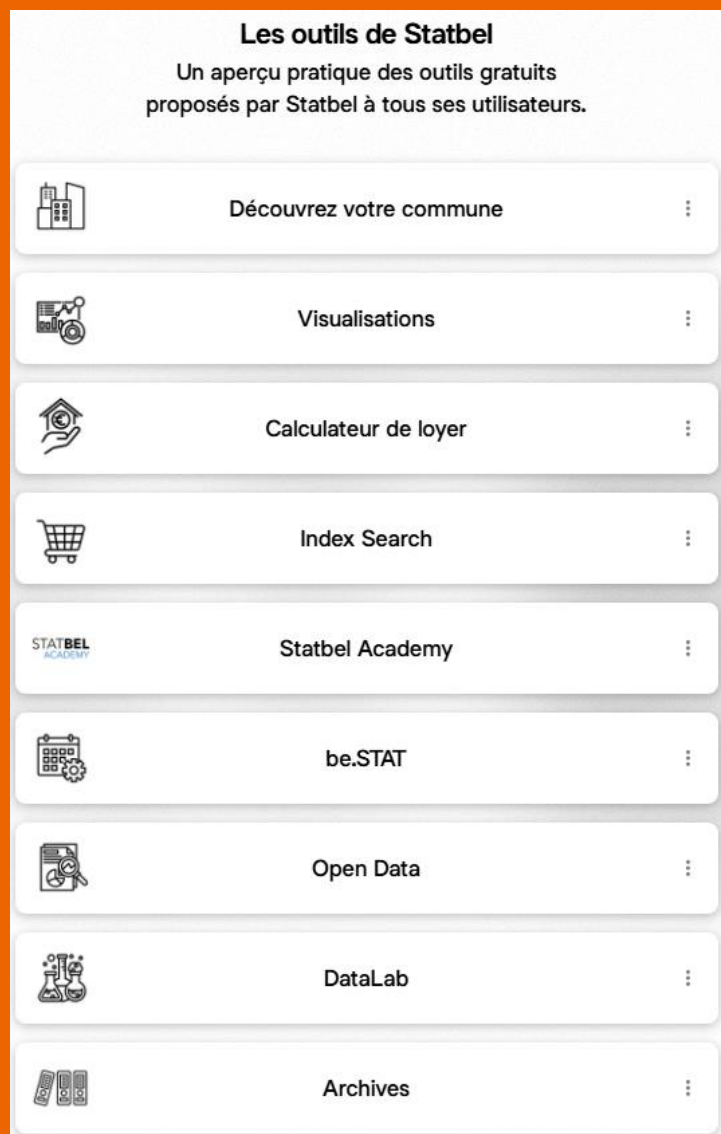 Les outils de Statbel
Un aperçu pratique des outils gratuits
proposés par Statbel à tous ses utilisateurs.
Découvrez votre commune
Visualisations
Calculateur de loyer
Index Search
STATBEL
ACADEMY
Statbel Academy
be.STAT
Open Data
DataLab
Archives